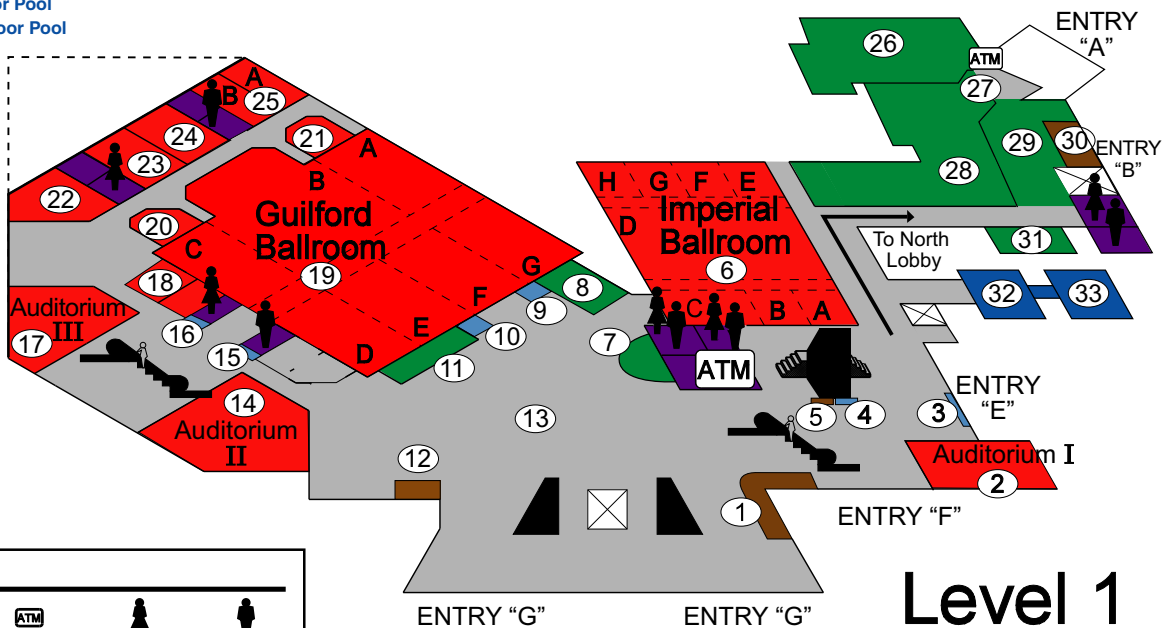 or Pool
oor Pool
ENTRY
“A”
26
ATM
27
A
B
25
24
21
A
23
29
30
ENTRY
“B”
22
B
H G F E
28
Guilford
Ballroom
Imperial
Ballroom
D
20
C
To North
Lobby
31
19
6
18
G
8
32
33
Auditorium
III
F
9
C
B
A
16
10
E
7
17
15
D
11
ATM
ENTRY
“E”
14
5
4
3
13
Auditorium
II
Auditorium I
12
2
1
ENTRY “F”
Level 1
ENTRY “G”
ENTRY “G”
ATM